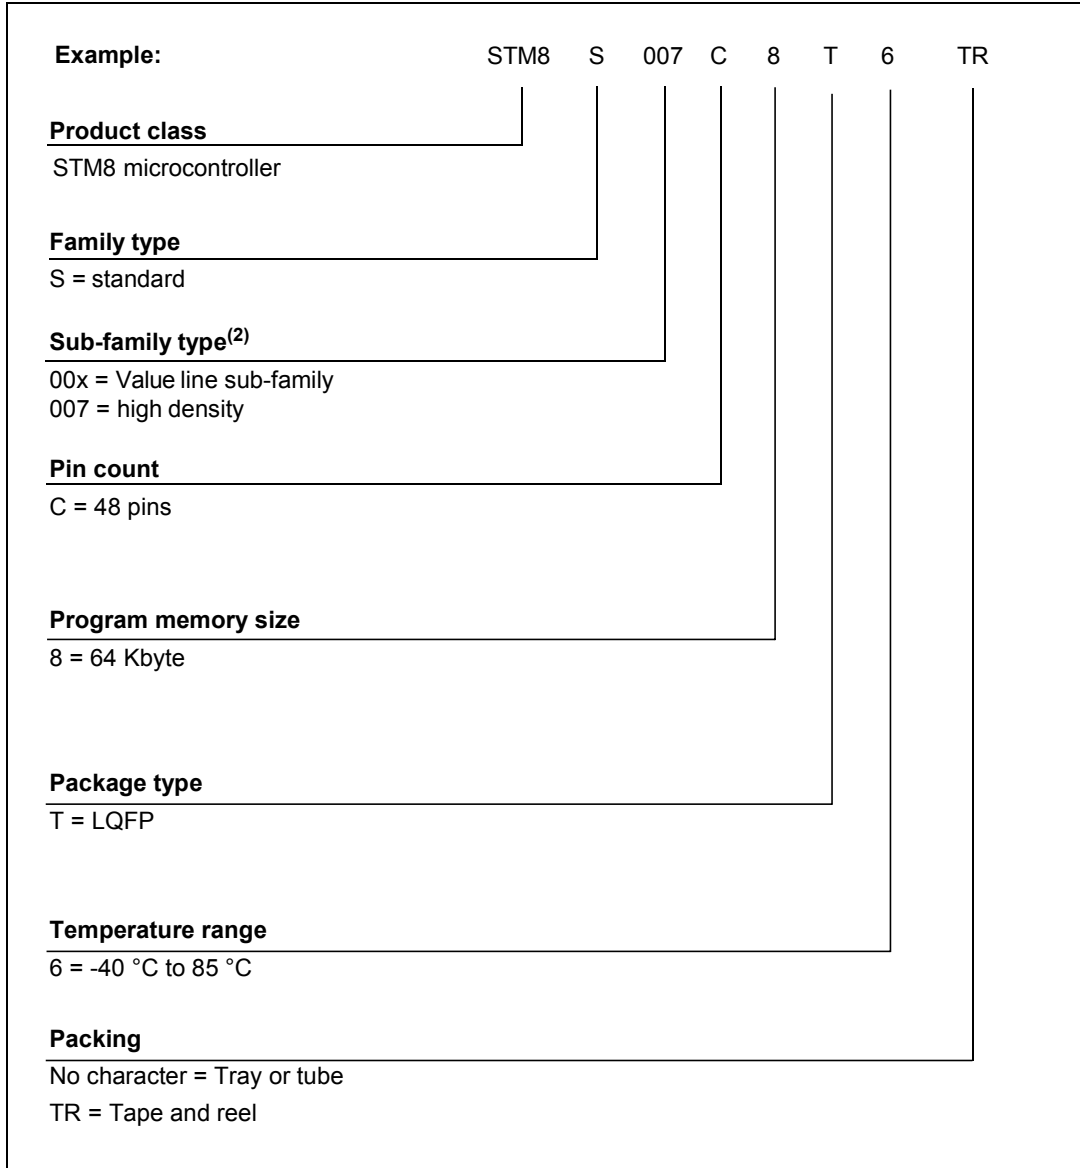 Example: STM8 S 007 C 8 T 6 TR
Product class
STM8 microcontroller
Family type
S = standard
Sub-family type(2)
00x = Value line sub-family
007 = high density
Pin count
C = 48 pins
Program memory size
8 = 64 Kbyte
Package type
T = LQFP
Temperature range
6 = -40 °C to 85 °C
Packing
No character = Tray or tube
TR = Tape and reel